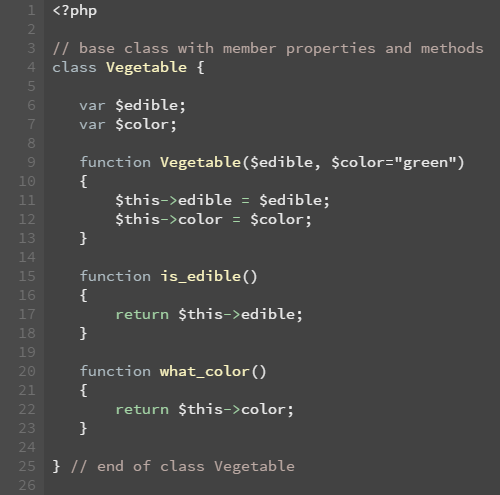 1 <?php
2
3 // base class with member properties and methods
4 class Vegetable {
5
6    var $edible;
7    var $color;
8
9    function Vegetable($edible, $color="green")
10    {
11        $this->edible = $edible;
12        $this->color = $color;
13    }
14
15    function is_edible()
16    {
17        return $this->edible;
18    }
19
20    function what_color()
21    {
22        return $this->color;
23    }
24
25 } // end of class Vegetable
26